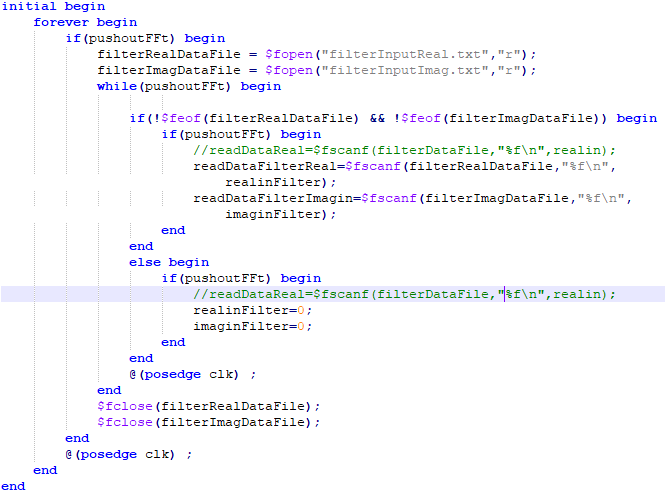 initial begin
forever begin
if(pushoutFFt) begin
filterRealDataFile = $fopen("filterInputReal.txt","r");
filterImagDataFile = $fopen("filterInputImag.txt","r");
while(pushoutFFt) begin
if(!$feof(filterRealDataFile) && !$feof(filterImagDataFile)) begin
if(pushoutFFt) begin
//readDataReal=$fscanf(filterDataFile,"%f\n",realin);
readDataFilterReal=$fscanf(filterRealDataFile,"%f\n",
realinFilter);
readDataFilterImagin=$fscanf(filterImagDataFile,"%f\n",
imaginFilter);
end
end
else begin
if(pushoutFFt) begin
//readDataReal=$fscanf(filterDataFile,"%f\n",realin);
realinFilter=0;
imaginFilter=0;
end
end
@(posedge clk) ;
end
$fclose(filterRealDataFile);
$fclose(filterImagDataFile);
end
@(posedge clk) ;
end
end